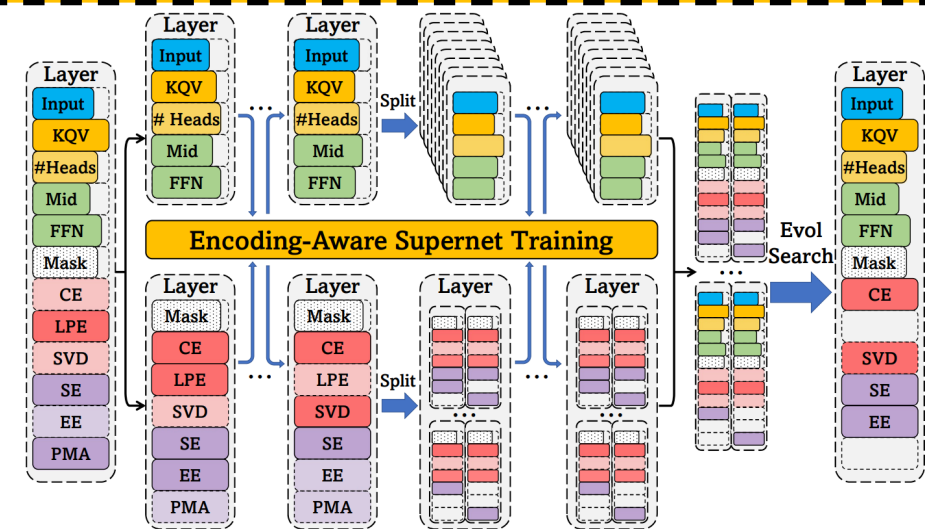 Layer
Input
KQV
#Heads
Mid
FFN
Mask
CE
LPE
SVD
SE
EE
PMA
Layer
Input
KQV
# Heads
Mid
FFN
...
Layer
Input
KQV
#Heads
Mid
FFN
Split
...
Encoding-Aware Supernet Training
Layer
Mask
CE
LPE
SVD
SE
EE
PMA
...
Layer
Mask
CE
LPE
SVD
SE
EE
PMA
Split
Layer
...
...
Layer
...
...
Evol
Search
Layer
Input
KQV
#Heads
Mid
FFN
Mask
CE
SVD
SE
EE